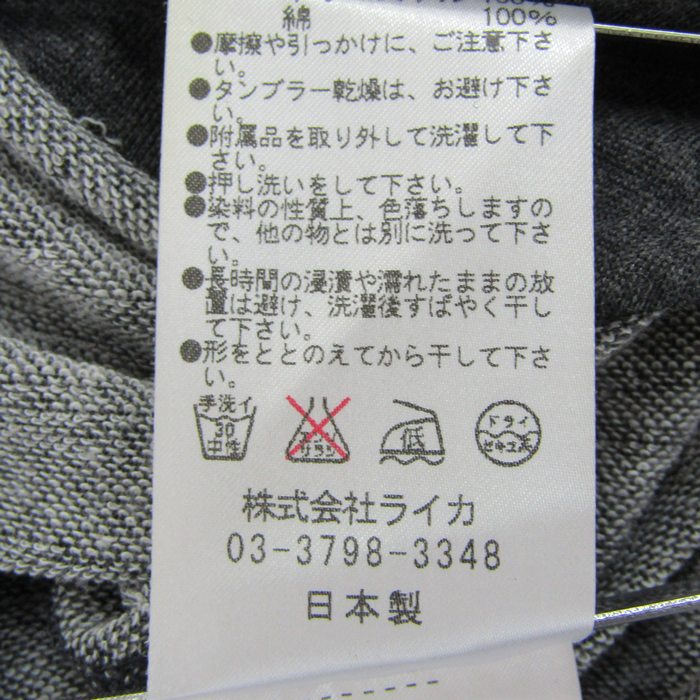 綿 100%
●摩擦や引っかけに、ご注意下さ
い。
●タンブラー乾燥は、お避け下さ
い。
●附属品を取り外して洗濯して下
さい。
●押し洗いをして下さい。
●染料の性質上、色落ちしますの
で、他の物とは別に洗って下さ
い。
●長時間の浸漬や濡れたままの放
置は避け、洗濯後すばやく干し
て下さい。
●形をととのえてから干して下さ
い。
手洗イ
30
中性
エンソ
サラシ
低
ドライ
セキユ系
株式会社ライカ
03-3798-3348
日本製